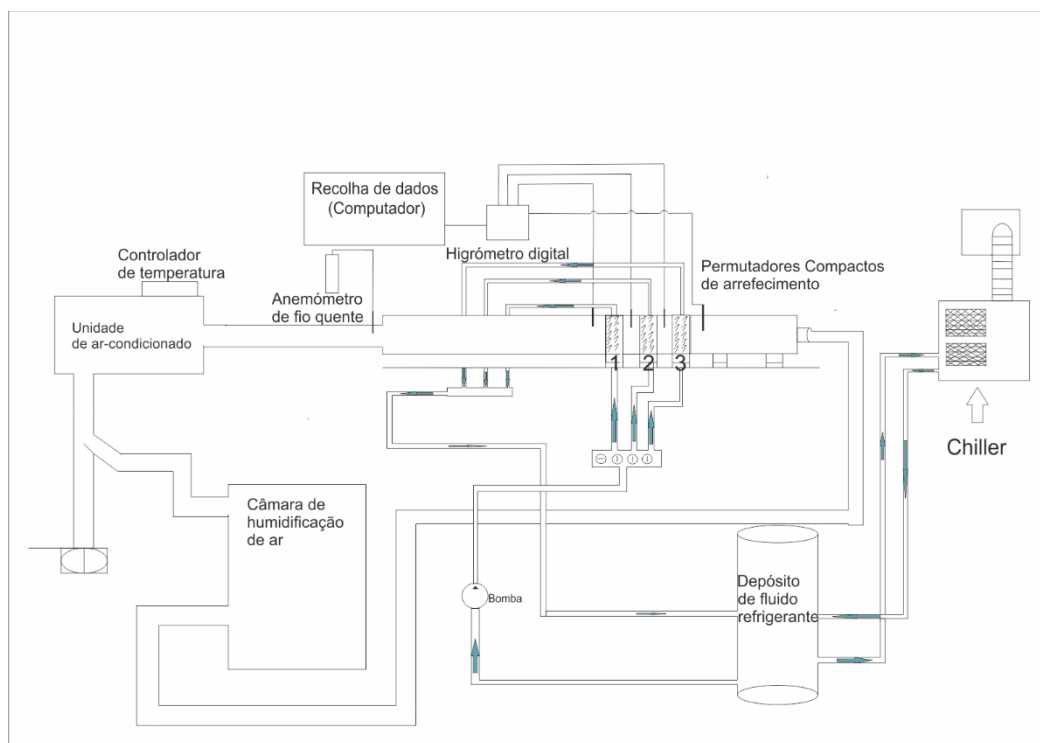 Recolha de dados
(Computador)
Higrómetro digital
Controlador
de temperatura
Anemómetro
de fio quente
Permutadores Compactos
de arrefecimento
Unidade
de ar-condicionado
1 2 3
Chiller
Câmara de
humidificação
de ar
Bomba
Depósito
de fluido
refrigerante